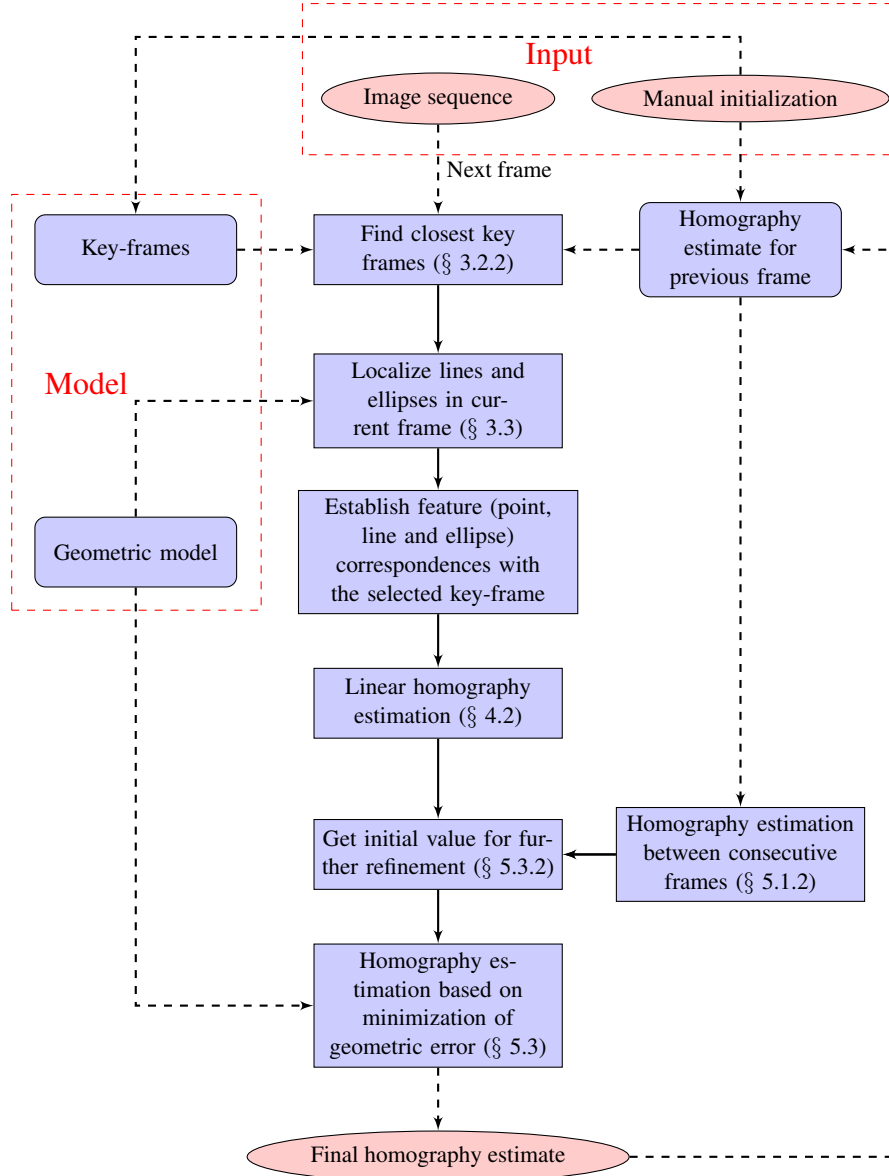 Input
Image sequence
Manual initialization
Next frame
Key-frames
Find closest key
frames (§ 3.2.2)
Homography
estimate for
previous frame
Model
Localize lines and
ellipses in cur-
rent frame (§ 3.3)
Geometric model
Establish feature (point,
line and ellipse)
correspondences with
the selected key-frame
Linear homography
estimation (§ 4.2)
Get initial value for fur-
ther refinement (§ 5.3.2)
Homography estimation
between consecutive
frames (§ 5.1.2)
Homography es-
timation based on
minimization of
geometric error (§ 5.3)
Final homography estimate